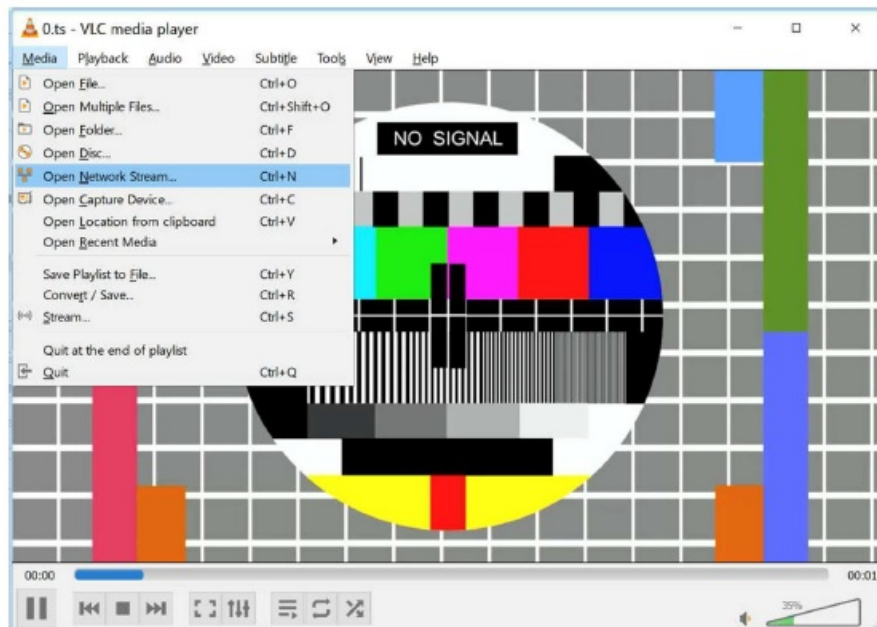 0.ts - VLC media player
Media Playback Audio Video Subtitle Tools View Help
Open File... Ctrl+O
Open Multiple Files... Ctrl+Shift+O
Open Folder... Ctrl+F
Open Disc... Ctrl+D
Open Network Stream... Ctrl+N
Open Capture Device... Ctrl+C
Open Location from clipboard Ctrl+V
Open Recent Media
Save Playlist to File... Ctrl+Y
Convert / Save... Ctrl+R
Stream... Ctrl+S
Quit at the end of playlist
Quit Ctrl+Q
NO SIGNAL
00:00 00:01
35%